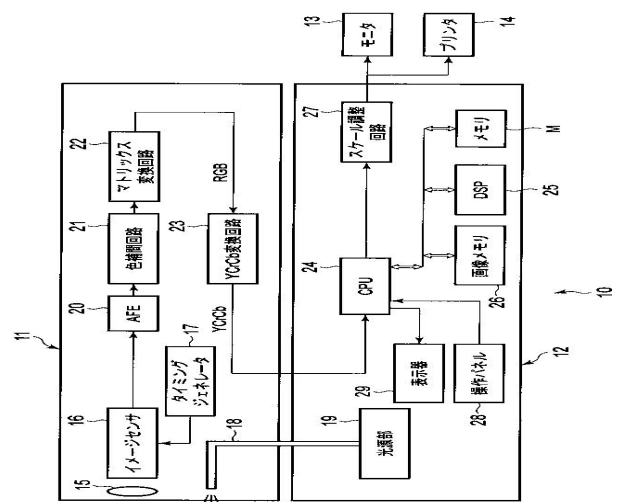 11
15
16
イメージセンサ
20
AFE
21
色補間回路
22
マトリックス
変換回路
17
タイミング
ジェネレータ
RGB
23
YCrCb変換回路
YCrCb
18
10
12
19
光源部
29
表示器
28
操作パネル
24
CPU
26
画像メモリ
25
DSP
M
メモリ
27
スケール調整
回路
13
モニタ
14
プリンタ